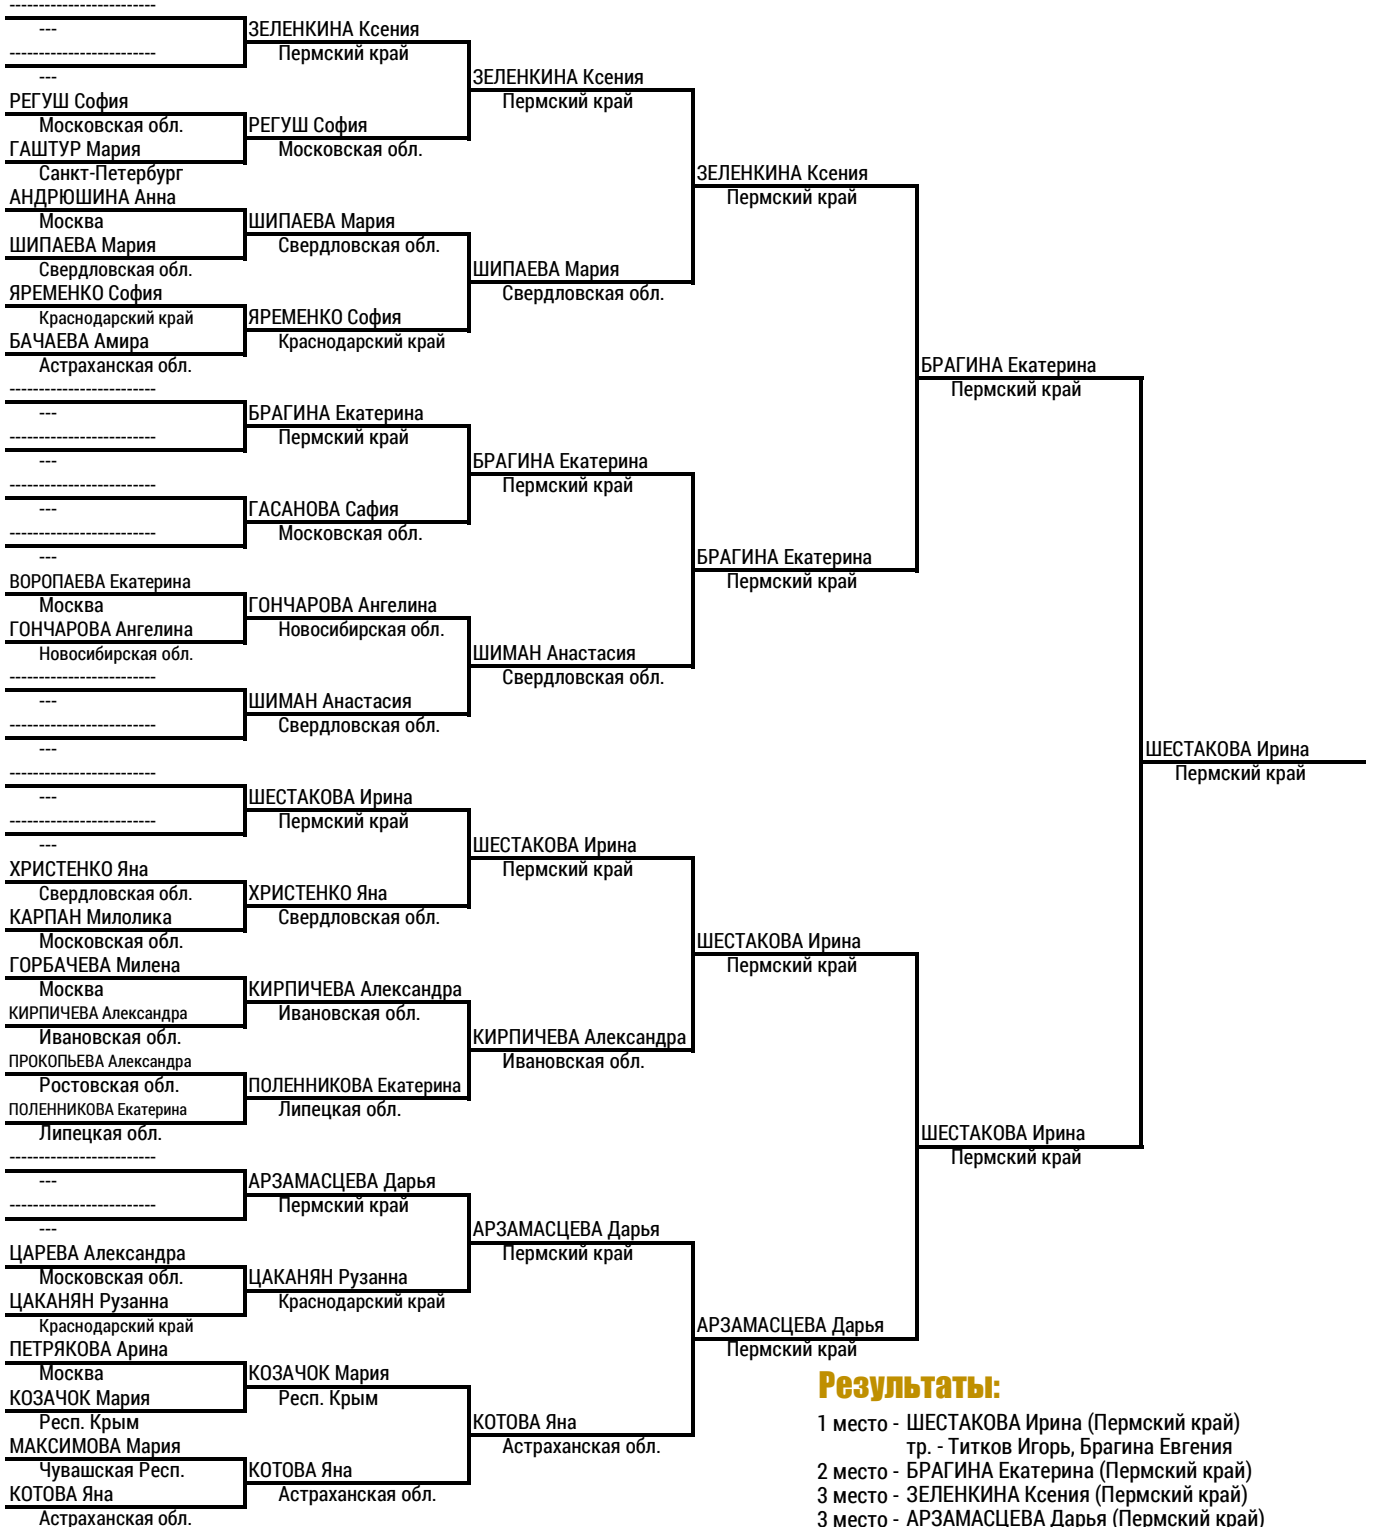 -------------------------
---
-------------------------
---
РЕГУШ София
Московская обл.
ГАШТУР Мария
Санкт-Петербург
АНДРЮШИНА Анна
Москва
ШИПАЕВА Мария
Свердловская обл.
ЯРЕМЕНКО София
Краснодарский край
БАЧАЕВА Амира
Астраханская обл.
-------------------------
---
-------------------------
---
-------------------------
---
-------------------------
---
ВОРОПАЕВА Екатерина
Москва
ГОНЧАРОВА Ангелина
Новосибирская обл.
-------------------------
---
-------------------------
---
-------------------------
---
-------------------------
---
ХРИСТЕНКО Яна
Свердловская обл.
КАРПАН Милолика
Московская обл.
ГОРБАЧЕВА Милена
Москва
КИРПИЧЕВА Александра
Ивановская обл.
ПРОКОПЬЕВА Александра
Ростовская обл.
ПОЛЕННИКОВА Екатерина
Липецкая обл.
-------------------------
---
-------------------------
---
ЦАРЕВА Александра
Московская обл.
ЦАКАНЯН Рузанна
Краснодарский край
ПЕТРЯКОВА Арина
Москва
КОЗАЧОК Мария
Респ. Крым
МАКСИМОВА Мария
Чувашская Респ.
КОТОВА Яна
Астраханская обл.
ЗЕЛЕНКИНА Ксения
Пермский край
РЕГУШ София
Московская обл.
ШИПАЕВА Мария
Свердловская обл.
ЯРЕМЕНКО София
Краснодарский край
БРАГИНА Екатерина
Пермский край
ГАСАНОВА Сафия
Московская обл.
ГОНЧАРОВА Ангелина
Новосибирская обл.
ШИМАН Анастасия
Свердловская обл.
ШЕСТАКОВА Ирина
Пермский край
ХРИСТЕНКО Яна
Свердловская обл.
КИРПИЧЕВА Александра
Ивановская обл.
ПОЛЕННИКОВА Екатерина
Липецкая обл.
АРЗАМАСЦЕВА Дарья
Пермский край
ЦАКАНЯН Рузанна
Краснодарский край
КОЗАЧОК Мария
Респ. Крым
КОТОВА Яна
Астраханская обл.
ЗЕЛЕНКИНА Ксения
Пермский край
ШИПАЕВА Мария
Свердловская обл.
БРАГИНА Екатерина
Пермский край
ШИМАН Анастасия
Свердловская обл.
ШЕСТАКОВА Ирина
Пермский край
КИРПИЧЕВА Александра
Ивановская обл.
АРЗАМАСЦЕВА Дарья
Пермский край
КОТОВА Яна
Астраханская обл.
ЗЕЛЕНКИНА Ксения
Пермский край
БРАГИНА Екатерина
Пермский край
ШЕСТАКОВА Ирина
Пермский край
АРЗАМАСЦЕВА Дарья
Пермский край
БРАГИНА Екатерина
Пермский край
ШЕСТАКОВА Ирина
Пермский край
ШЕСТАКОВА Ирина
Пермский край
Результаты:
1 место - ШЕСТАКОВА Ирина (Пермский край)
тр. - Титков Игорь, Брагина Евгения
2 место - БРАГИНА Екатерина (Пермский край)
3 место - ЗЕЛЕНКИНА Ксения (Пермский край)
3 место - АРЗАМАСЦЕВА Дарья (Пермский край)